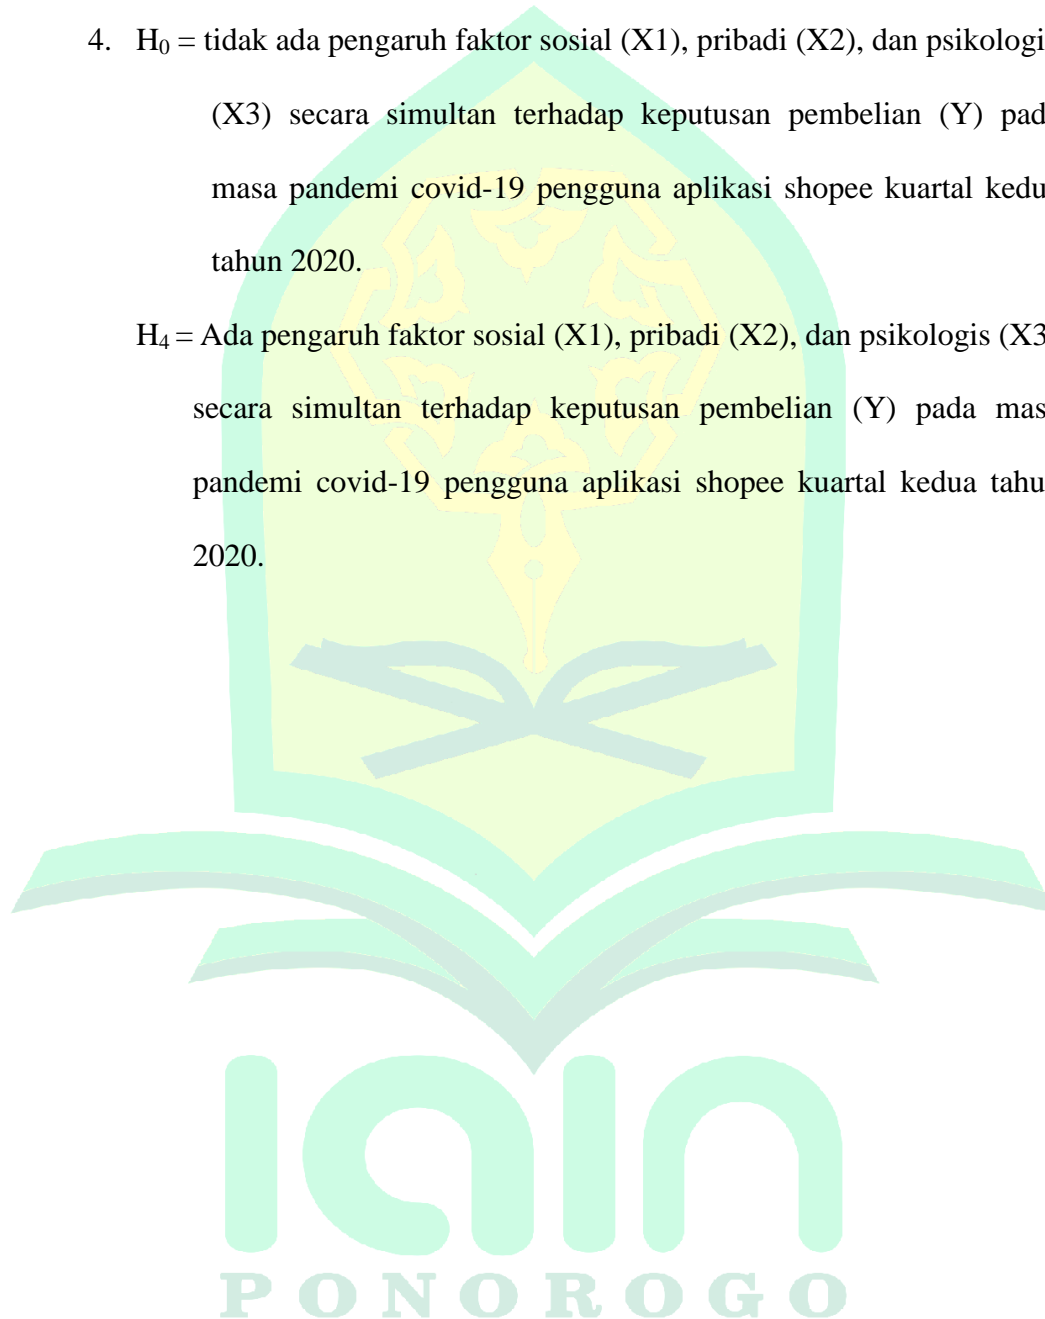 4. H₀ = tidak ada pengaruh faktor sosial (X1), pribadi (X2), dan psikologi
(X3) secara simultan terhadap keputusan pembelian (Y) pad
masa pandemi covid-19 pengguna aplikasi shopee kuartal kedu
tahun 2020.
H₄ = Ada pengaruh faktor sosial (X1), pribadi (X2), dan psikologis (X3
secara simultan terhadap keputusan pembelian (Y) pada mas
pandemi covid-19 pengguna aplikasi shopee kuartal kedua tahu
2020.
iain
PONOROGO